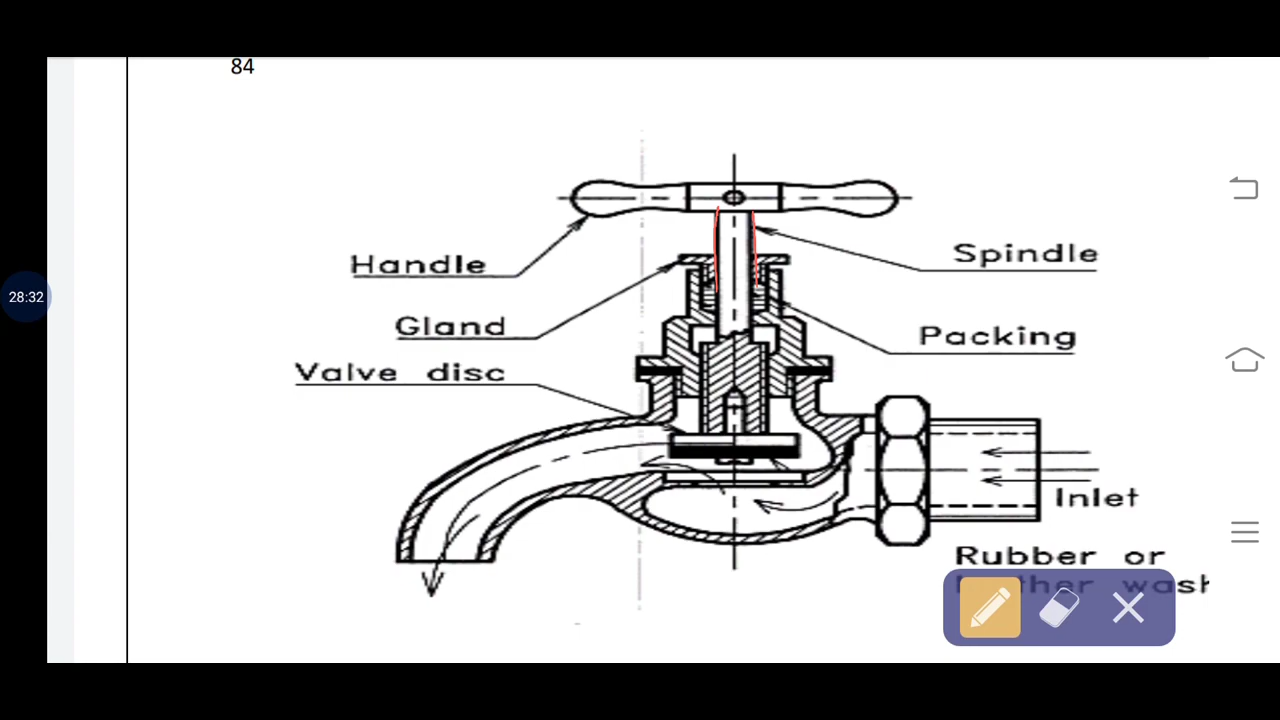 84
Handle
Spindle
Gland
Packing
Valve disc
28:32
Inlet
Rubber or